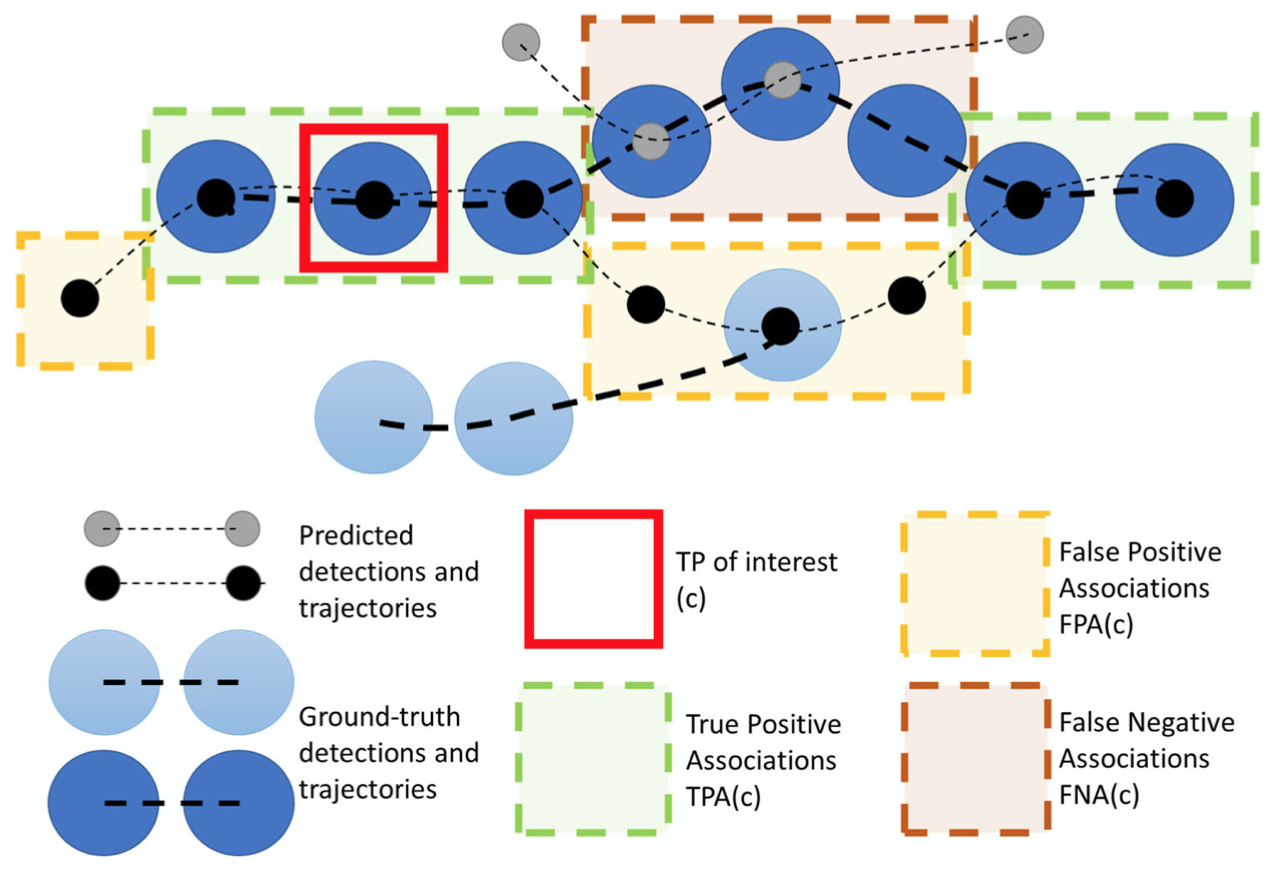 Predicted
detections and
trajectories
Ground-truth
detections and
trajectories
TP of interest
(c)
True Positive
Associations
TPA(c)
False Positive
Associations
FPA(c)
False Negative
Associations
FNA(c)